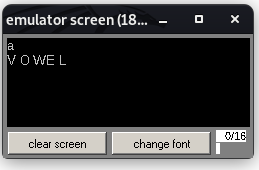 emulator screen (18...
a
V O WE L
clear screen
change font
0/16